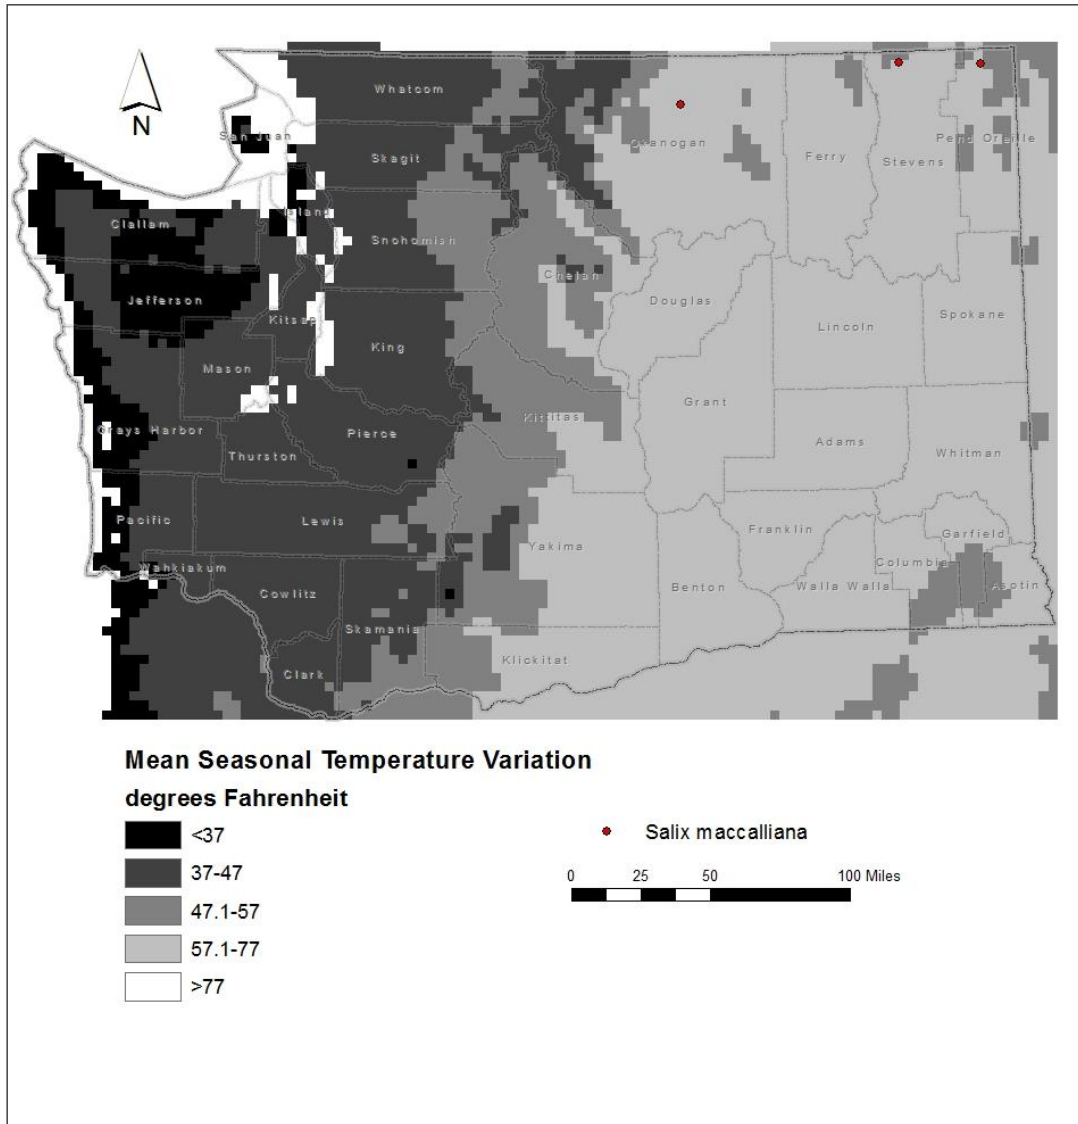 N
Whatcom
San Juan
Skagit
Okanogan
Ferry
Stevens
Pend Oreille
Island
Clallam
Snohomish
Chelan
Jefferson
Kitsap
Douglas
Lincoln
Spokane
King
Mason
Grant
Kittitas
Grays Harbor
Pierce
Adams
Whitman
Thurston
Pacific
Lewis
Yakima
Franklin
Garfield
Columbia
Wahkiakum
Cowlitz
Benton
Walla Walla
Asotin
Skamania
Klickitat
Clark
Mean Seasonal Temperature Variation
degrees Fahrenheit
<37
37-47
47.1-57
57.1-77
>77
Salix maccalliana
0 25 50 100 Miles